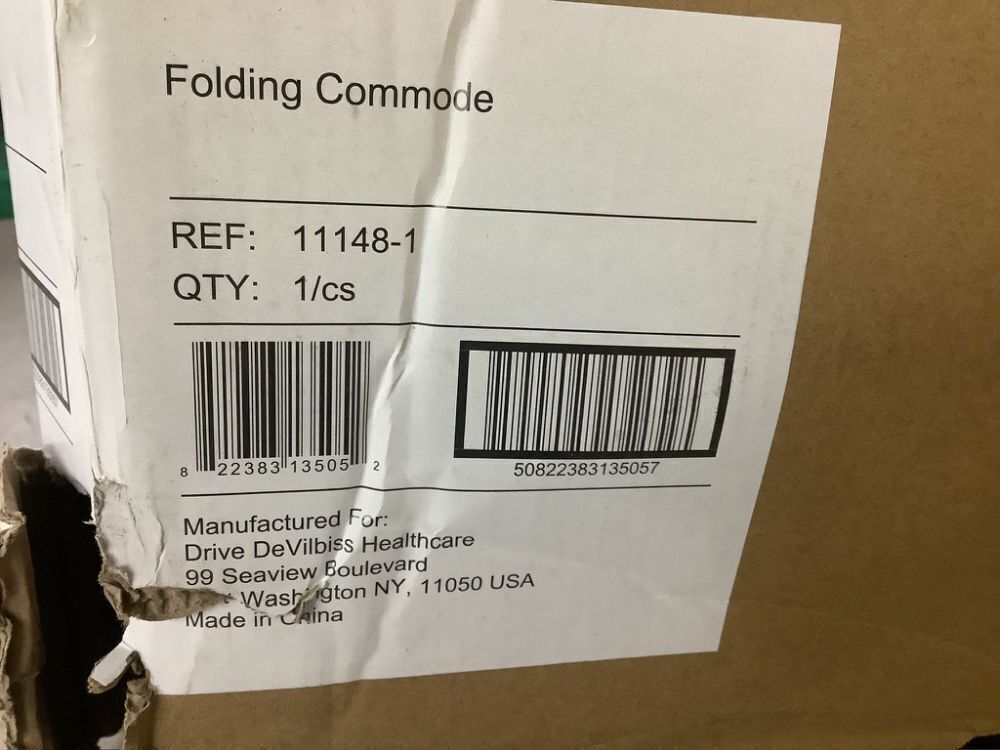 Folding Commode
REF: 11148-1
QTY: 1/cs
8 22383 13505 2
50822383135057
Manufactured For:
Drive DeVilbiss Healthcare
99 Seaview Boulevard
Washington NY, 11050 USA
Made in China